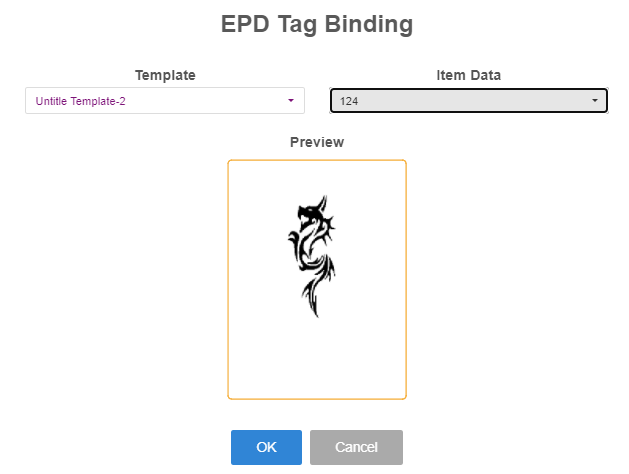 EPD Tag Binding
Template
Item Data
Untitle Template-2
124
Preview
OK
Cancel